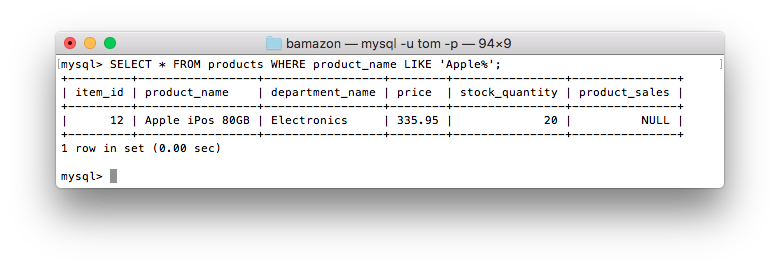 bamazon — mysql -u tom -p — 94×9
mysql> SELECT * FROM products WHERE product_name LIKE 'Apple%';
+---------+-----------------+-----------------+--------+----------------+---------------+
| item_id | product_name    | department_name | price  | stock_quantity | product_sales |
+---------+-----------------+-----------------+--------+----------------+---------------+
|      12 | Apple iPos 80GB | Electronics     | 335.95 |             20 |          NULL |
+---------+-----------------+-----------------+--------+----------------+---------------+
1 row in set (0.00 sec)
mysql>